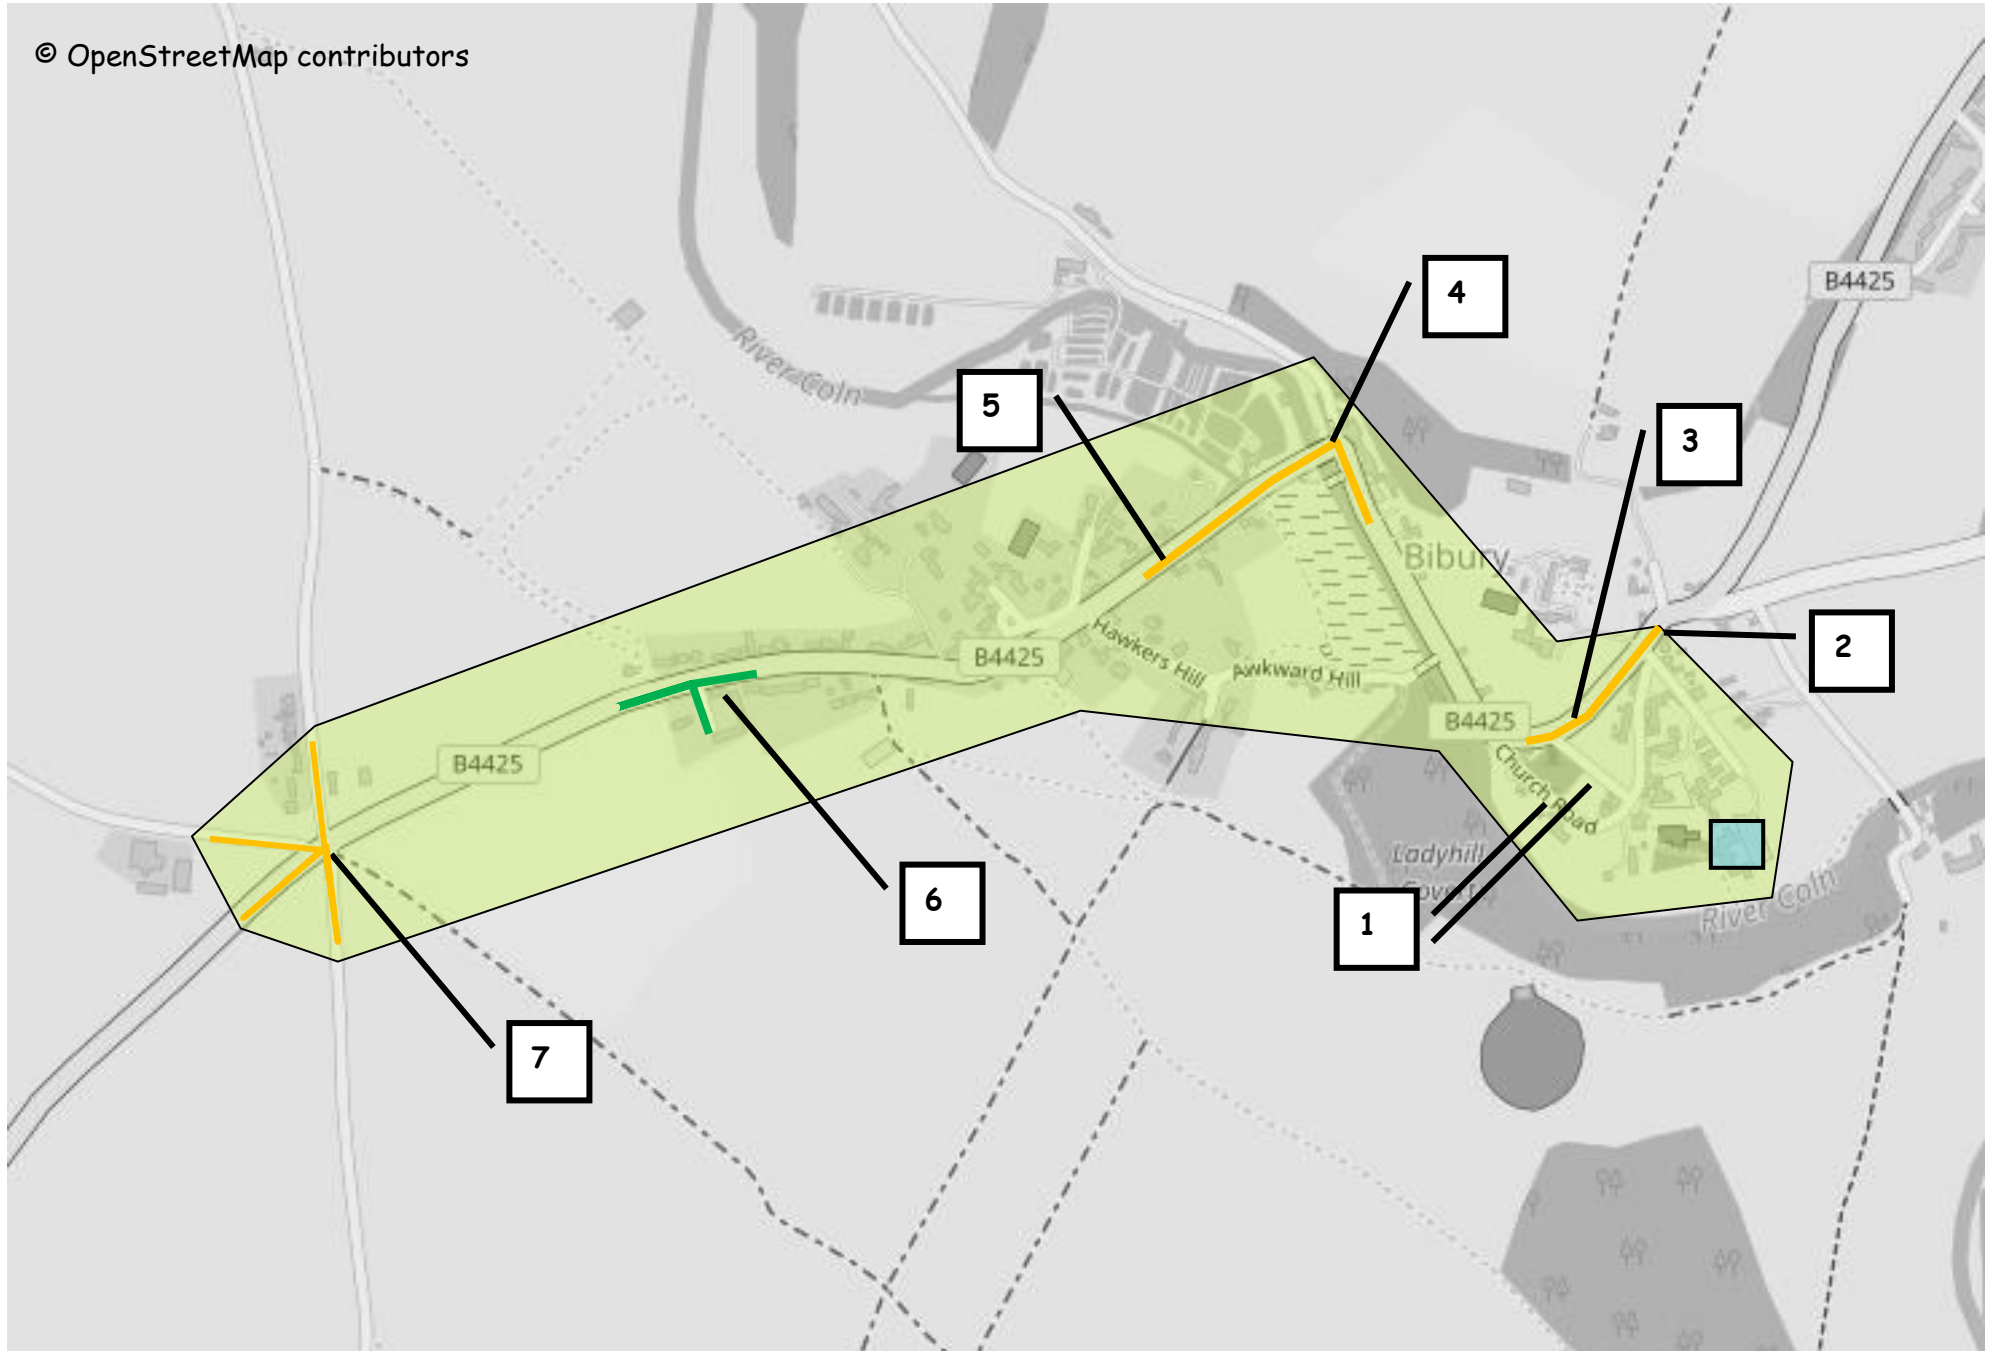 © OpenStreetMap contributors
4
B4425
River Coln
5
3
Bibury
Hawkers Hill
B4425
Awkward Hill
2
B4425
B4425
Church Road
Ladyhill
Covert
6
1
River Coln
7